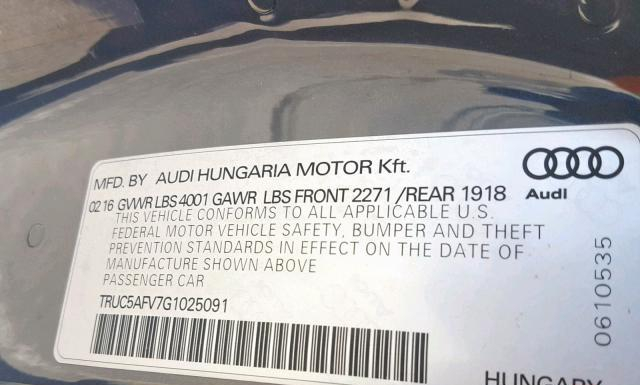 MFD. BY AUDI HUNGARIA MOTOR Kft.
02 16 GVWR LBS 4001 GAWR LBS FRONT 2271 /REAR 1918
THIS VEHICLE CONFORMS TO ALL APPLICABLE U.S.
FEDERAL MOTOR VEHICLE SAFETY, BUMPER AND THEFT
PREVENTION STANDARDS IN EFFECT ON THE DATE OF
MANUFACTURE SHOWN ABOVE
PASSENGER CAR
TRUC5AFV7G1025091
Audi
0610535
HUNGARY